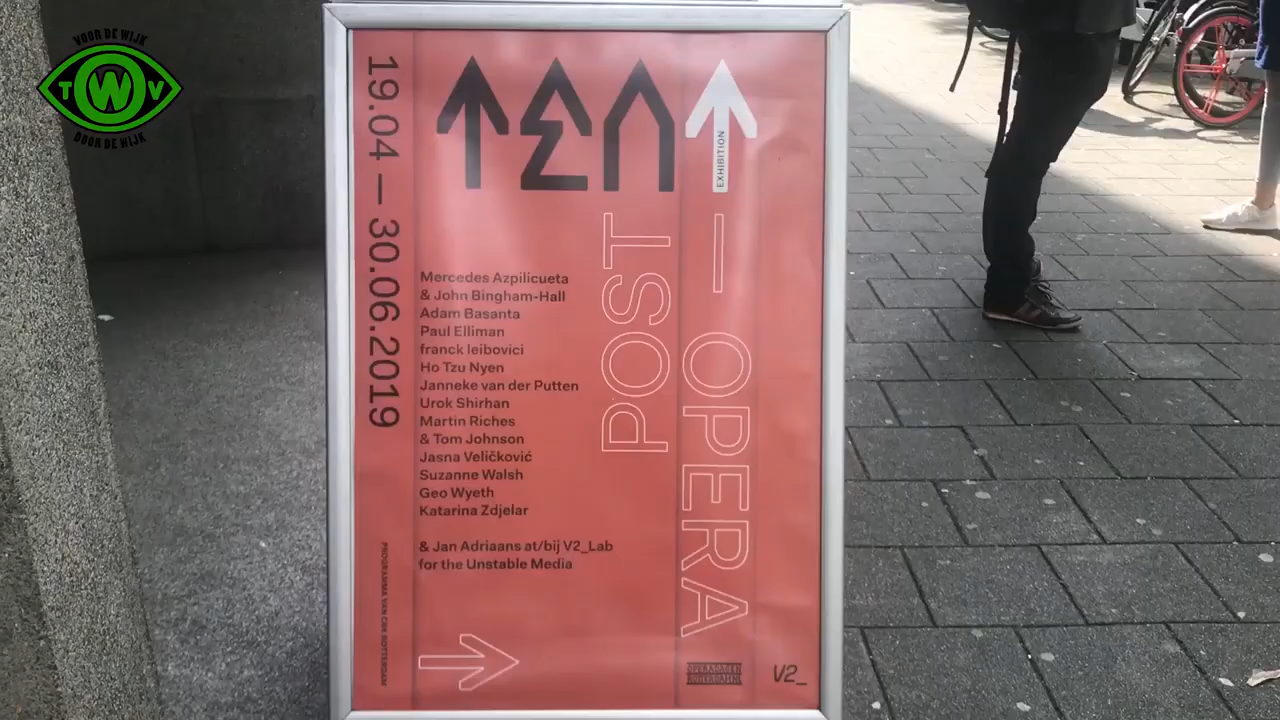 VOOR DE WIJK
TWV
DOOR DE WIJK
19.04 — 30.06.2019
TENT
EXHIBITION
POST
— OPERA
Mercedes Azpilicueta
& John Bingham-Hall
Adam Basanta
Paul Elliman
franck leibovici
Ho Tzu Nyen
Janneke van der Putten
Urok Shirhan
Martin Riches
& Tom Johnson
Jasna Veličković
Suzanne Walsh
Geo Wyeth
Katarina Zdjelar
& Jan Adriaans at/bij V2_Lab
for the Unstable Media
PROGRAMMA VAN CBK ROTTERDAM
OPERADAGEN
ROTTERDAM
V2_